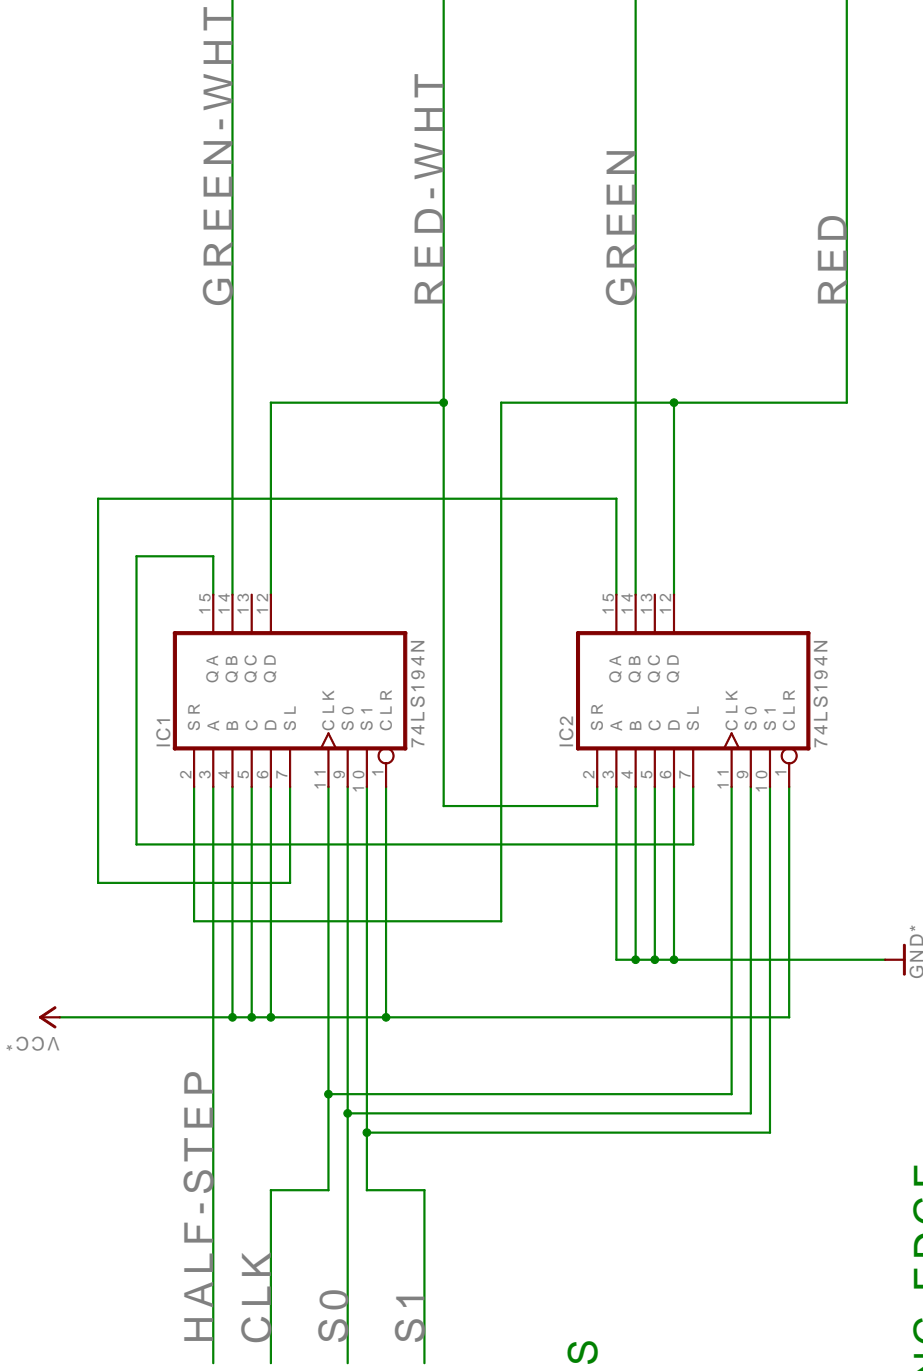 GREEN-WHT
RED-WHT
GREEN
RED
IC1
74LS194N
SR
A
B
C
D
SL
CLK
S0
S1
CLR
QA
QB
QC
QD
2
3
4
5
6
7
11
9
10
1
15
14
13
12
IC2
74LS194N
SR
A
B
C
D
SL
CLK
S0
S1
CLR
QA
QB
QC
QD
2
3
4
5
6
7
11
9
10
1
15
14
13
12
VCC*
GND*
HALF-STEP
CLK
S0
S1
S